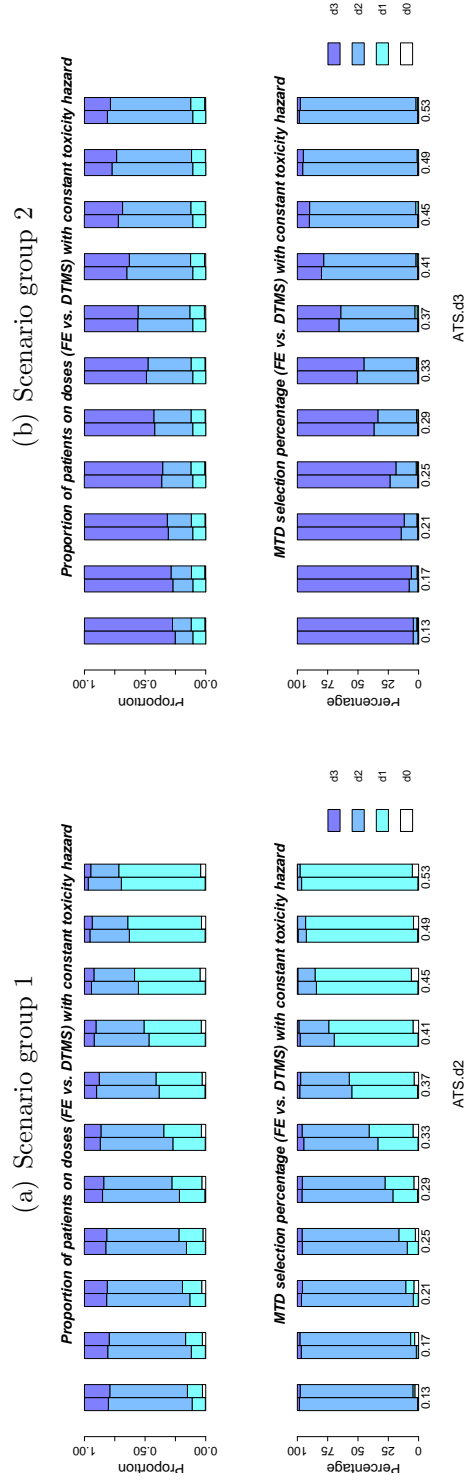 (a) Scenario group 1
Proportion of patients on doses (FE vs. DTMS) with constant toxicity hazard
Proportion
1.00
0.50
0.00
MTD selection percentage (FE vs. DTMS) with constant toxicity hazard
Percentage
100
75
50
25
0
0.13 0.17 0.21 0.25 0.29 0.33 0.37 0.41 0.45 0.49 0.53
ATS.d2
d3
d2
d1
d0
(b) Scenario group 2
Proportion of patients on doses (FE vs. DTMS) with constant toxicity hazard
Proportion
1.00
0.50
0.00
MTD selection percentage (FE vs. DTMS) with constant toxicity hazard
Percentage
100
75
50
25
0
0.13 0.17 0.21 0.25 0.29 0.33 0.37 0.41 0.45 0.49 0.53
ATS.d3
d3
d2
d1
d0